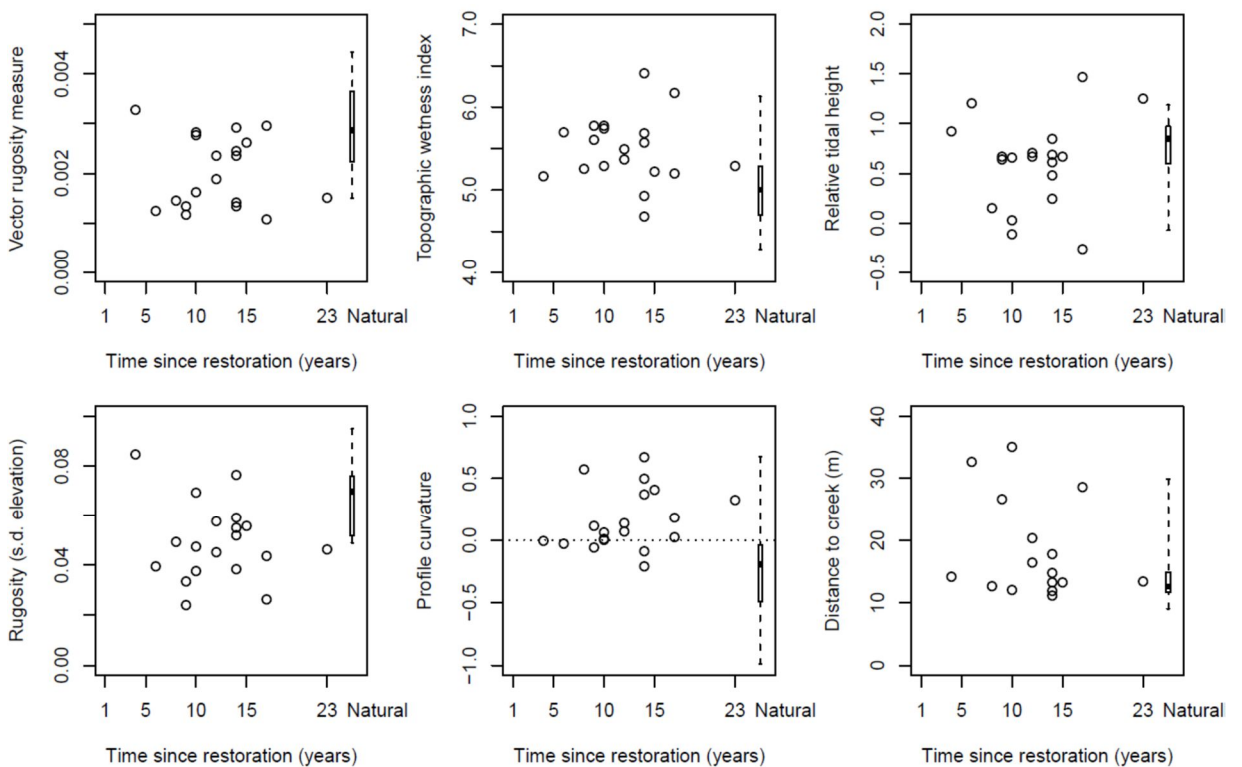 Vector rugosity measure
0.004
0.002
0.000
1 5 10 15 23 Natural
Time since restoration (years)
Topographic wetness index
7.0
6.0
5.0
4.0
1 5 10 15 23 Natural
Time since restoration (years)
Relative tidal height
2.0
1.5
1.0
0.5
0.0
−0.5
1 5 10 15 23 Natural
Time since restoration (years)
Rugosity (s.d. elevation)
0.08
0.04
0.00
1 5 10 15 23 Natural
Time since restoration (years)
Profile curvature
1.0
0.5
0.0
−0.5
−1.0
1 5 10 15 23 Natural
Time since restoration (years)
Distance to creek (m)
40
30
20
10
0
1 5 10 15 23 Natural
Time since restoration (years)